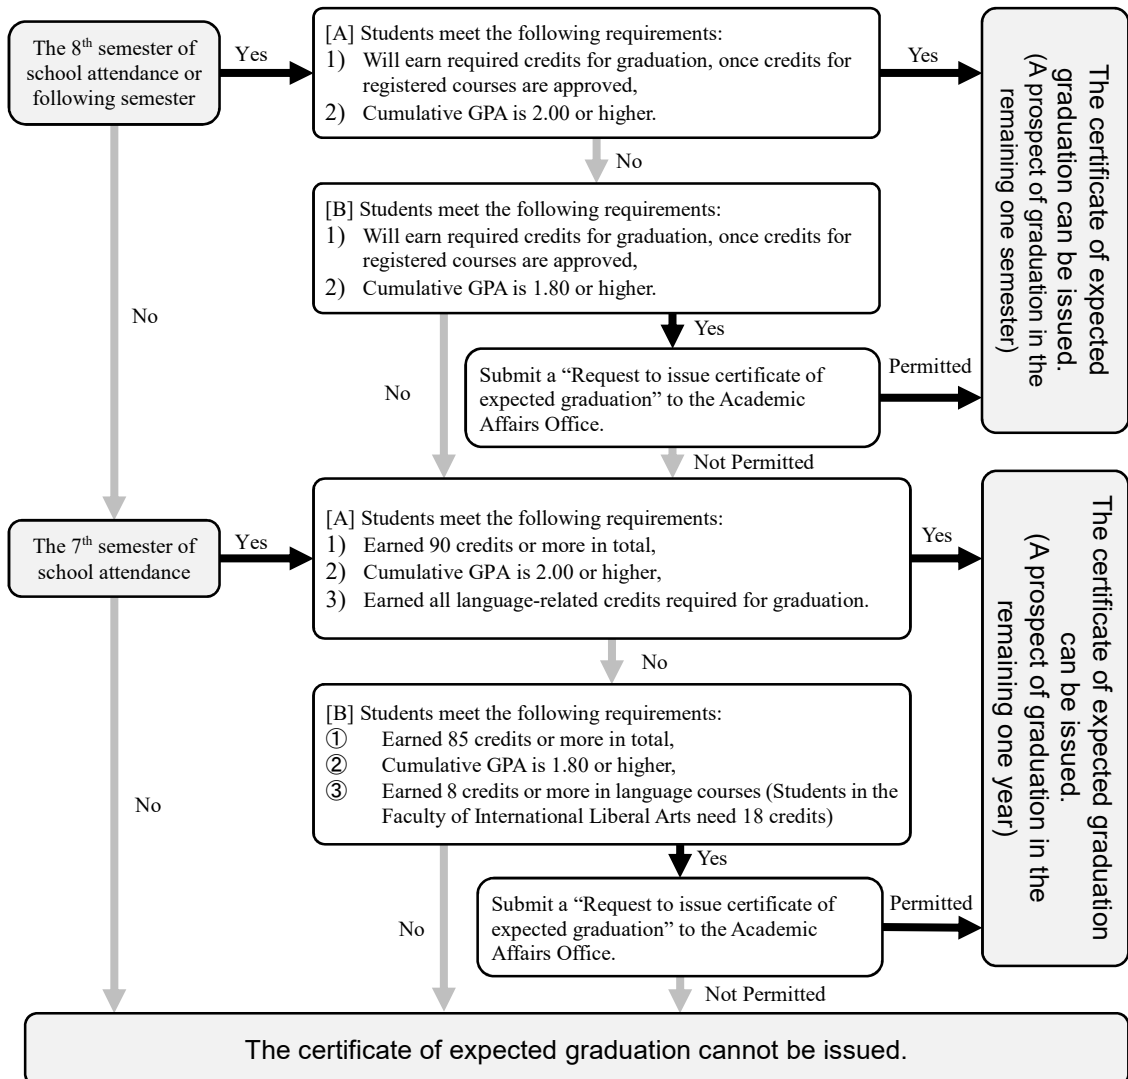 The 8th semester of
school attendance or
following semester
Yes
[A] Students meet the following requirements:
1) Will earn required credits for graduation, once credits for
registered courses are approved,
2) Cumulative GPA is 2.00 or higher.
Yes
The certificate of expected
graduation can be issued.
(A prospect of graduation in the
remaining one semester)
No
[B] Students meet the following requirements:
1) Will earn required credits for graduation, once credits for
registered courses are approved,
2) Cumulative GPA is 1.80 or higher.
No
Yes
No
Submit a “Request to issue certificate of
expected graduation” to the Academic
Affairs Office.
Permitted
Not Permitted
The 7th semester of
school attendance
Yes
[A] Students meet the following requirements:
1) Earned 90 credits or more in total,
2) Cumulative GPA is 2.00 or higher,
3) Earned all language-related credits required for graduation.
Yes
The certificate of expected graduation
can be issued.
(A prospect of graduation in the
remaining one year)
No
[B] Students meet the following requirements:
① Earned 85 credits or more in total,
② Cumulative GPA is 1.80 or higher,
③ Earned 8 credits or more in language courses (Students in the
Faculty of International Liberal Arts need 18 credits)
No
Yes
No
Submit a “Request to issue certificate of
expected graduation” to the Academic
Affairs Office.
Permitted
Not Permitted
The certificate of expected graduation cannot be issued.